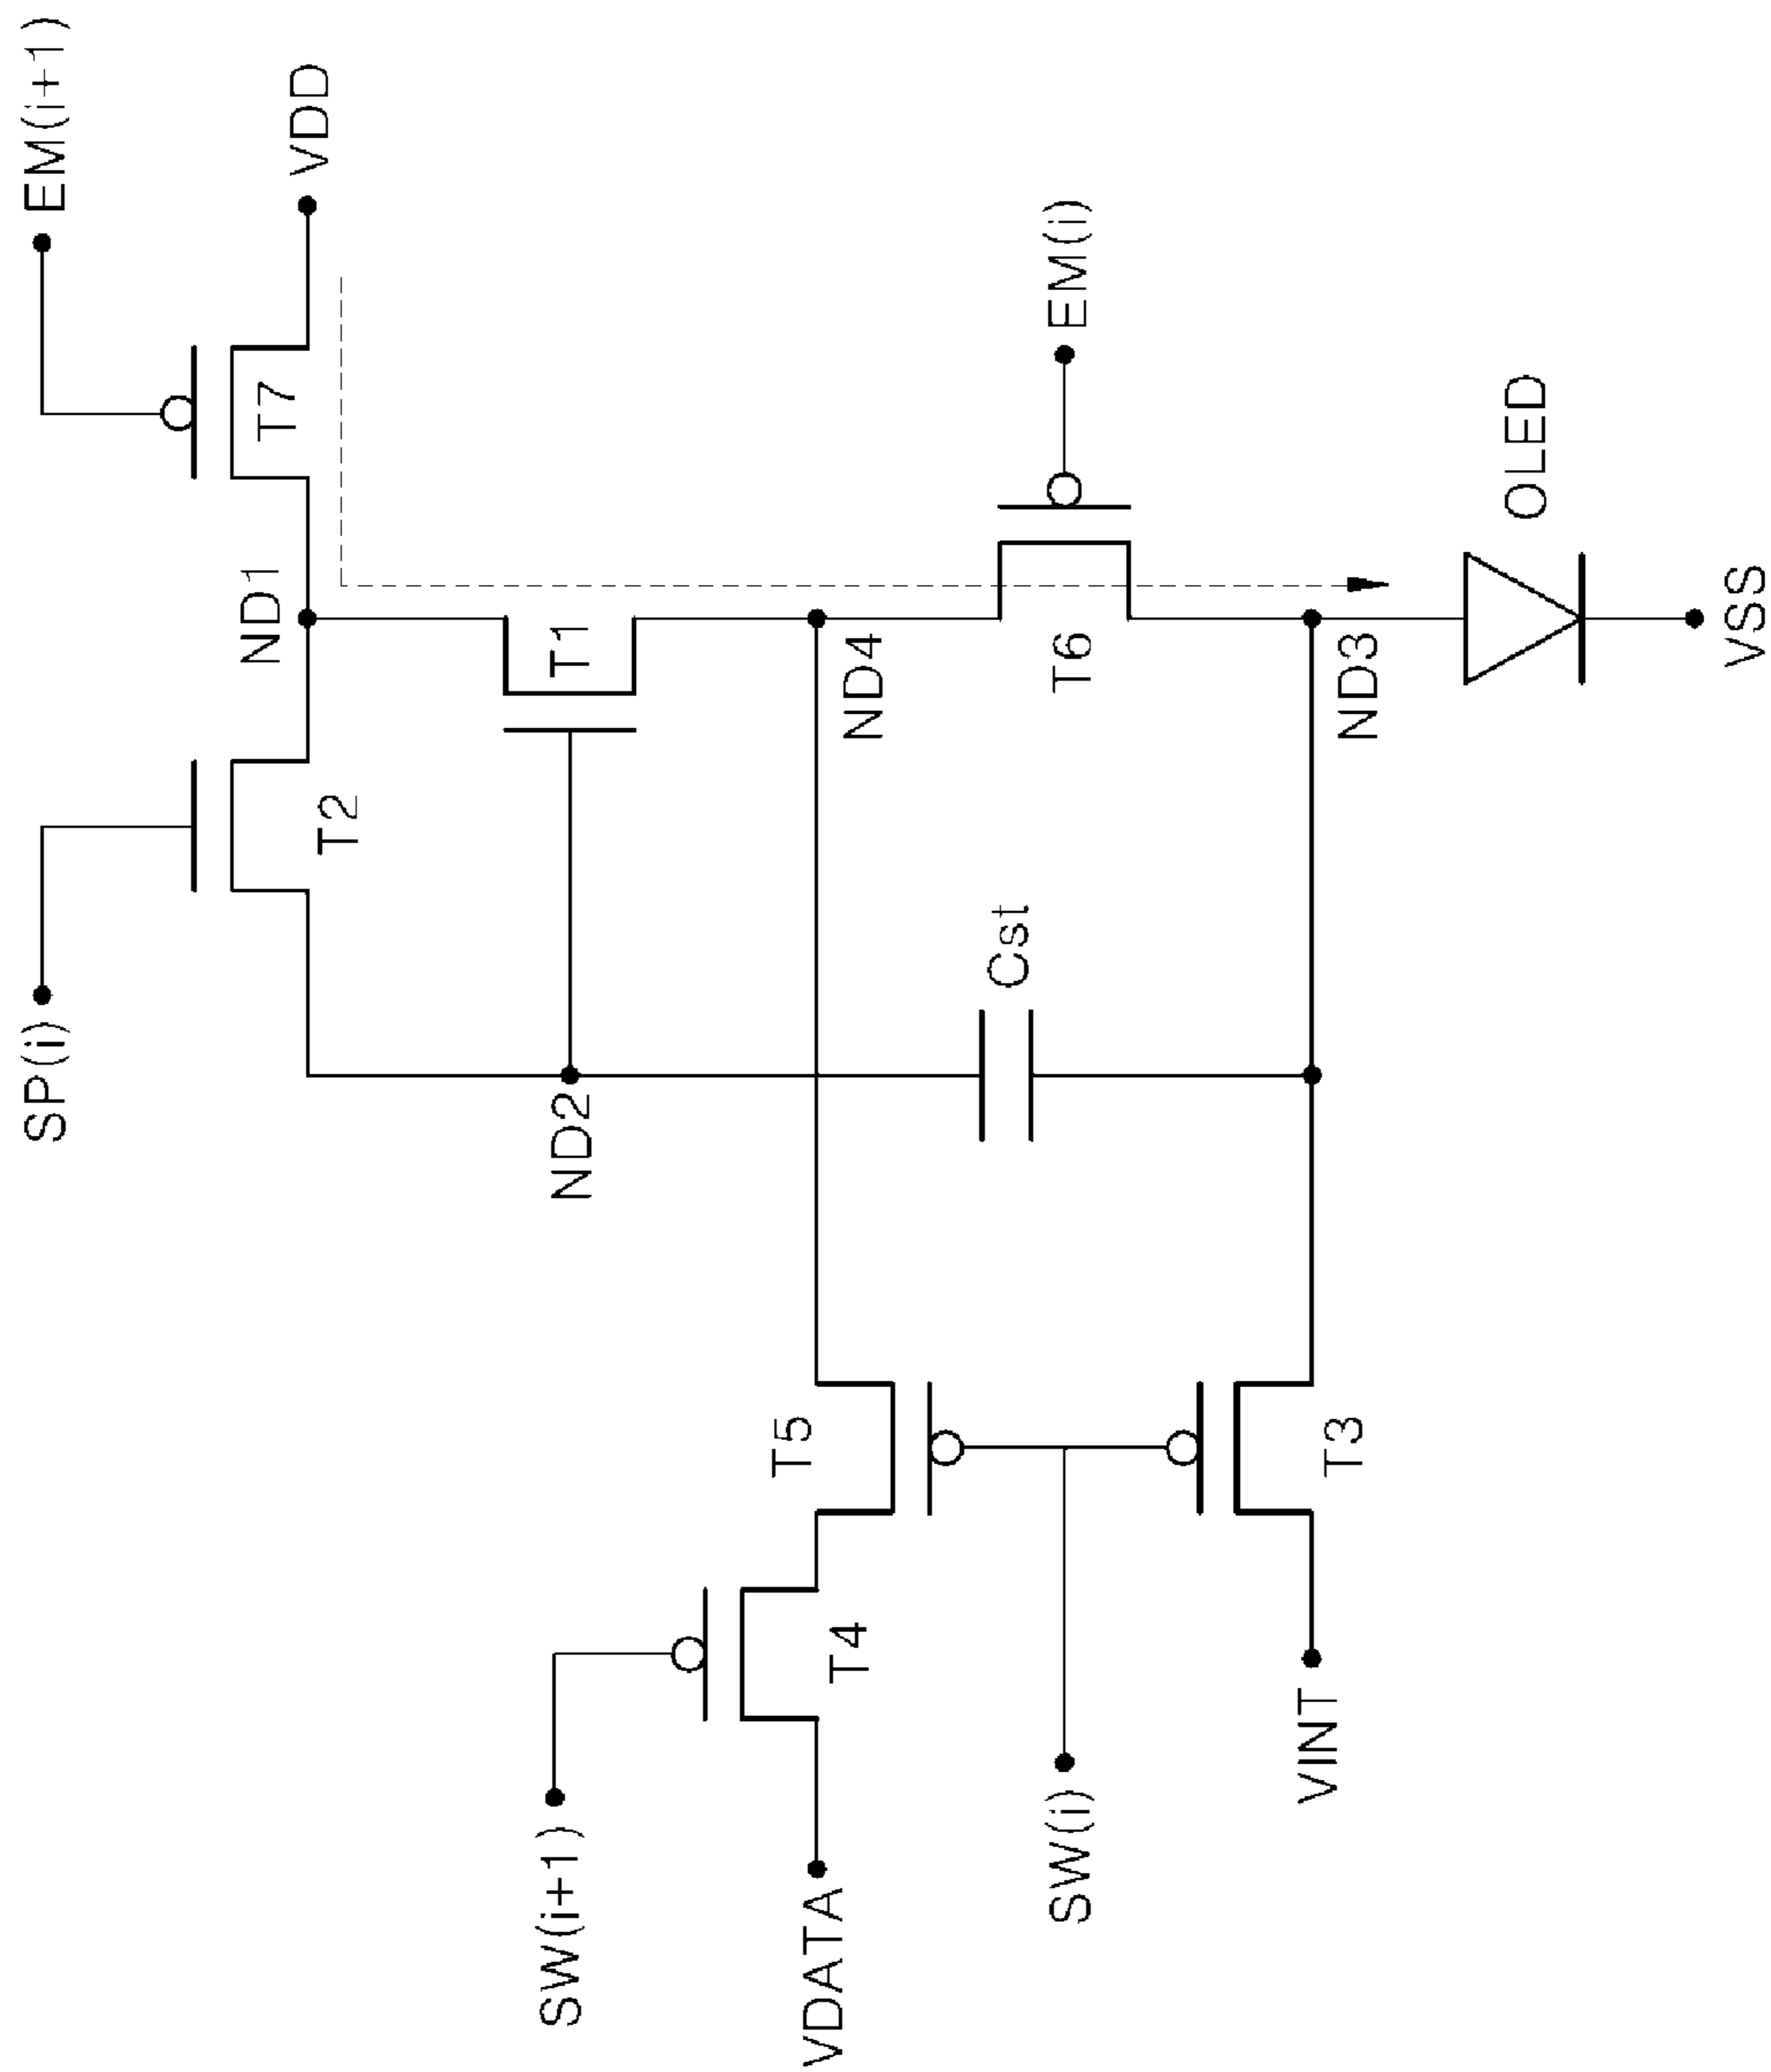 EM(i+1)
VDD
SP(i)
T7
ND1
T2
T1
ND2
ND4
EM(i)
T6
Cst
ND3
OLED
VSS
T5
T4
T3
SW(i+1)
VDATA
SW(i)
VINT